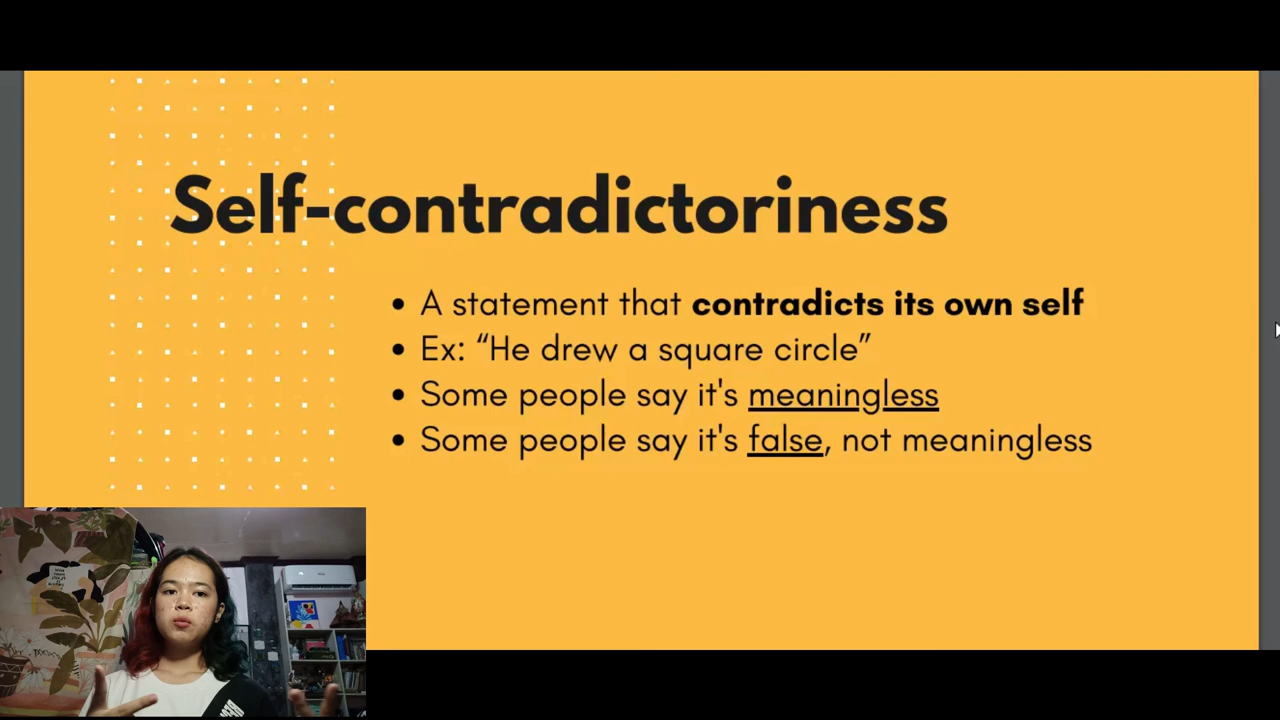 Self-contradictoriness
• A statement that contradicts its own self
• Ex: “He drew a square circle”
• Some people say it's meaningless
• Some people say it's false, not meaningless